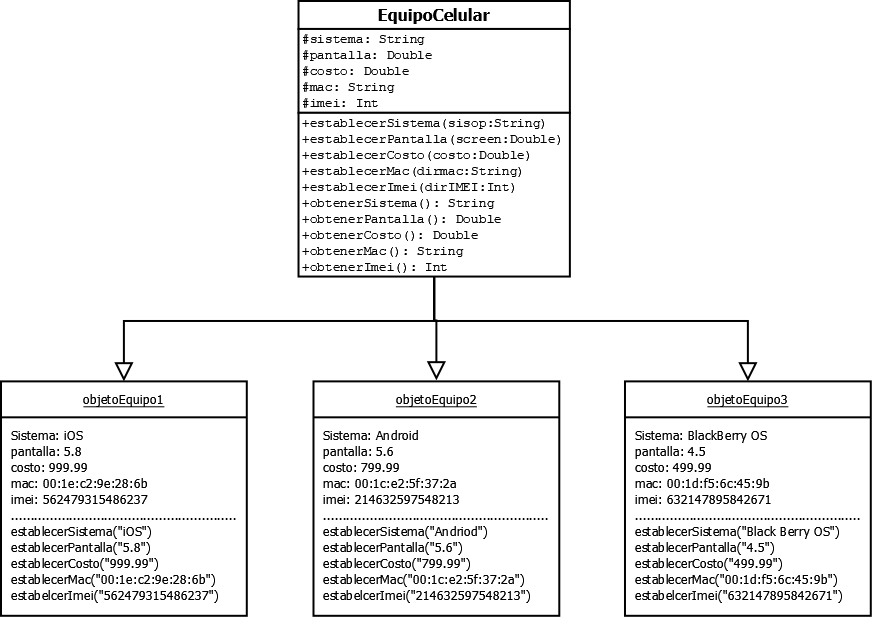 EquipoCelular
#sistema: String
#pantalla: Double
#costo: Double
#mac: String
#imei: Int
+establecerSistema(sisop:String)
+establecerPantalla(screen:Double)
+establecerCosto(costo:Double)
+establecerMac(dirmac:String)
+establecerImei(dirIMEI:Int)
+obtenerSistema(): String
+obtenerPantalla(): Double
+obtenerCosto(): Double
+obtenerMac(): String
+obtenerImei(): Int
objetoEquipo1
Sistema: iOS
pantalla: 5.8
costo: 999.99
mac: 00:1e:c2:9e:28:6b
imei: 562479315486237
establecerSistema("iOS")
establecerPantalla("5.8")
establecerCosto("999.99")
establecerMac("00:1e:c2:9e:28:6b")
estabelcerImei("562479315486237")
objetoEquipo2
Sistema: Android
pantalla: 5.6
costo: 799.99
mac: 00:1c:e2:5f:37:2a
imei: 214632597548213
establecerSistema("Andriod")
establecerPantalla("5.6")
establecerCosto("799.99")
establecerMac("00:1c:e2:5f:37:2a")
estabelcerImei("214632597548213")
objetoEquipo3
Sistema: BlackBerry OS
pantalla: 4.5
costo: 499.99
mac: 00:1d:f5:6c:45:9b
imei: 632147895842671
establecerSistema("Black Berry OS")
establecerPantalla("4.5")
establecerCosto("499.99")
establecerMac("00:1d:f5:6c:45:9b")
estabelcerImei("632147895842671")